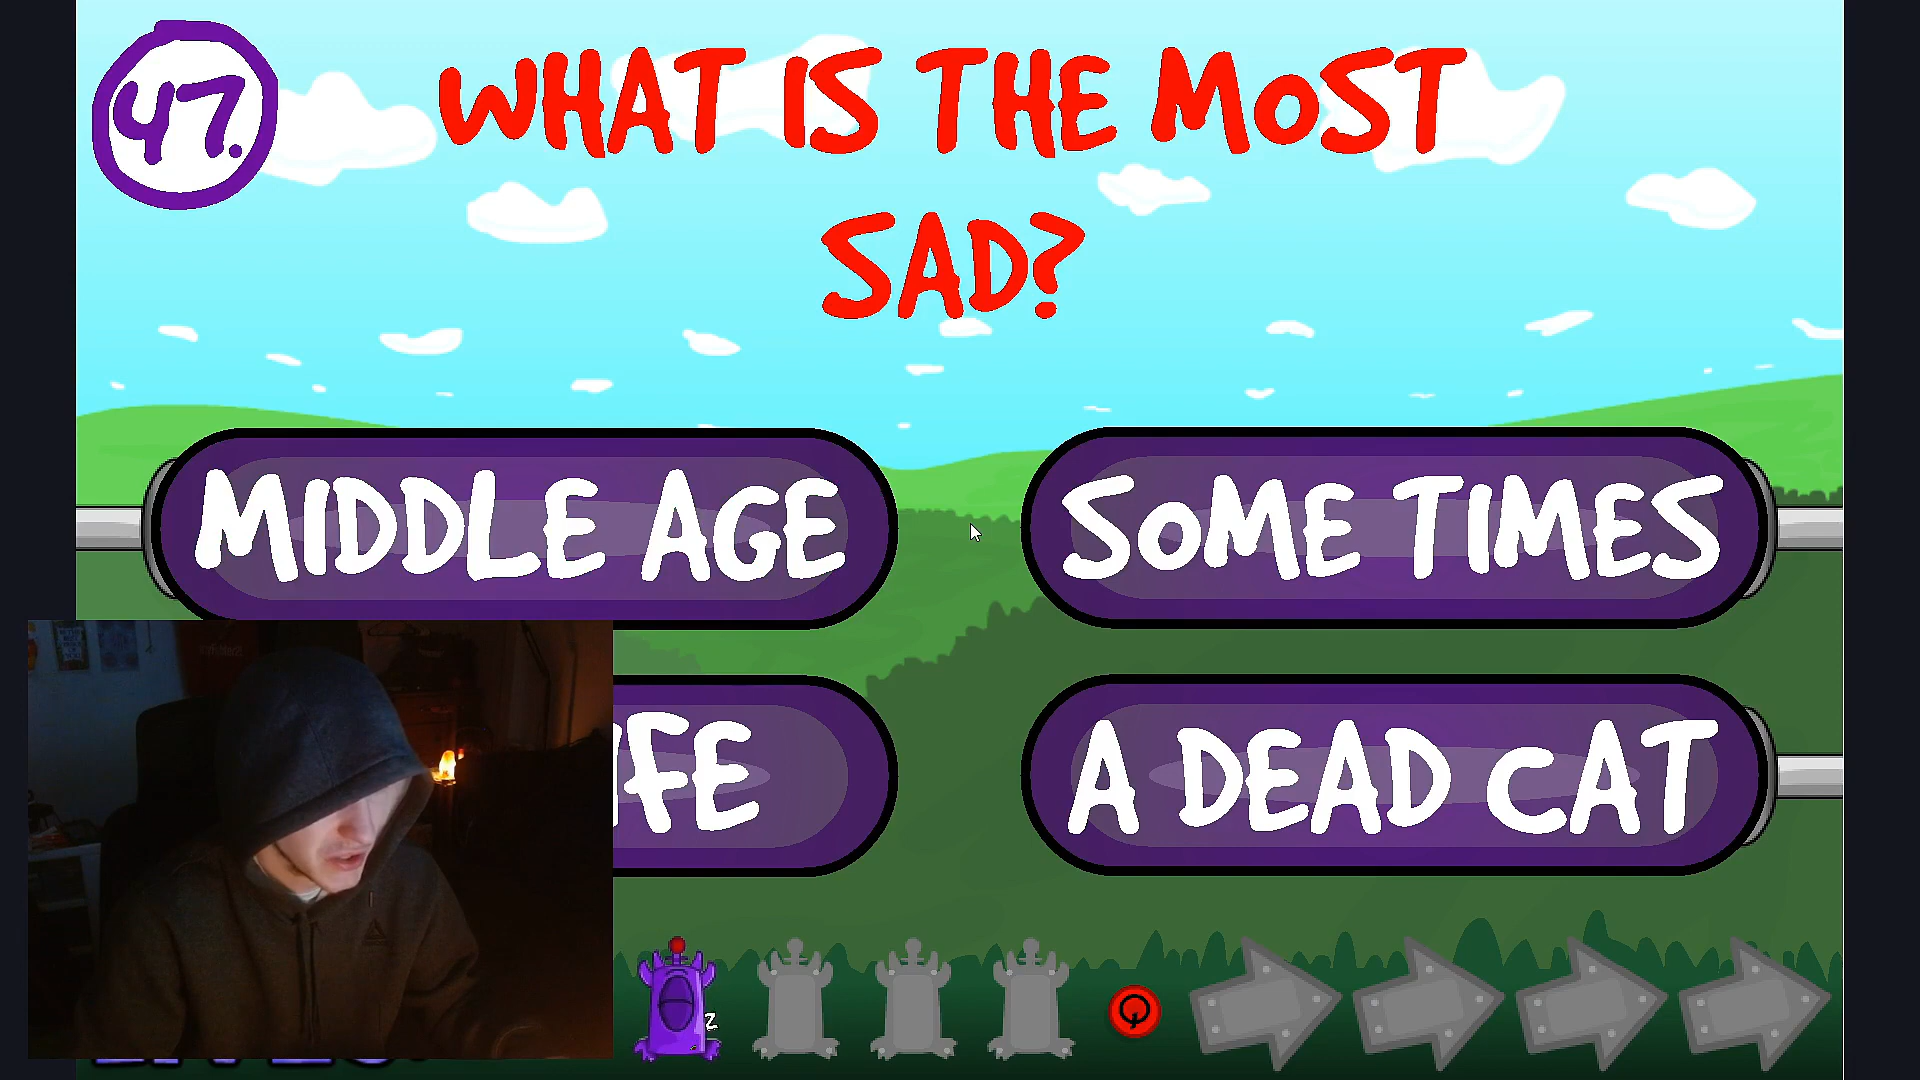 47.
WHAT IS THE MOST
SAD?
MIDDLE AGE
SOME TIMES
A DEAD CAT